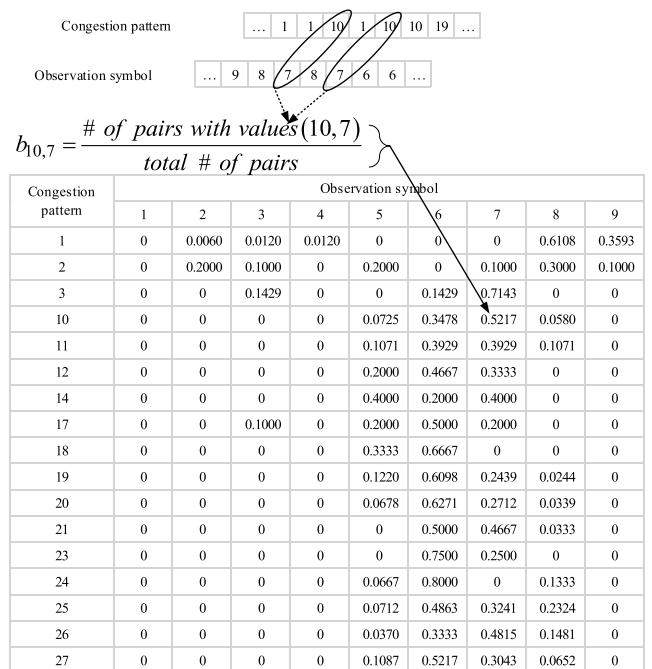 Congestion pattern … 1 1 10 1 10 10 19 …
Observation symbol … 9 8 7 8 7 6 6 …
b10,7 = # of pairs with values (10,7) / total # of pairs
Congestion pattern Observation symbol
1 2 3 4 5 6 7 8 9
1 0 0.0060 0.0120 0.0120 0 0 0 0.6108 0.3593
2 0 0.2000 0.1000 0 0.2000 0 0.1000 0.3000 0.1000
3 0 0 0.1429 0 0 0.1429 0.7143 0 0
10 0 0 0 0 0.0725 0.3478 0.5217 0.0580 0
11 0 0 0 0 0.1071 0.3929 0.3929 0.1071 0
12 0 0 0 0 0.2000 0.4667 0.3333 0 0
14 0 0 0 0 0.4000 0.2000 0.4000 0 0
17 0 0 0.1000 0 0.2000 0.5000 0.2000 0 0
18 0 0 0 0 0.3333 0.6667 0 0 0
19 0 0 0 0 0.1220 0.6098 0.2439 0.0244 0
20 0 0 0 0 0.0678 0.6271 0.2712 0.0339 0
21 0 0 0 0 0 0.5000 0.4667 0.0333 0
23 0 0 0 0 0 0.7500 0.2500 0 0
24 0 0 0 0 0.0667 0.8000 0 0.1333 0
25 0 0 0 0 0.0712 0.4863 0.3241 0.2324 0
26 0 0 0 0 0.0370 0.3333 0.4815 0.1481 0
27 0 0 0 0 0.1087 0.5217 0.3043 0.0652 0